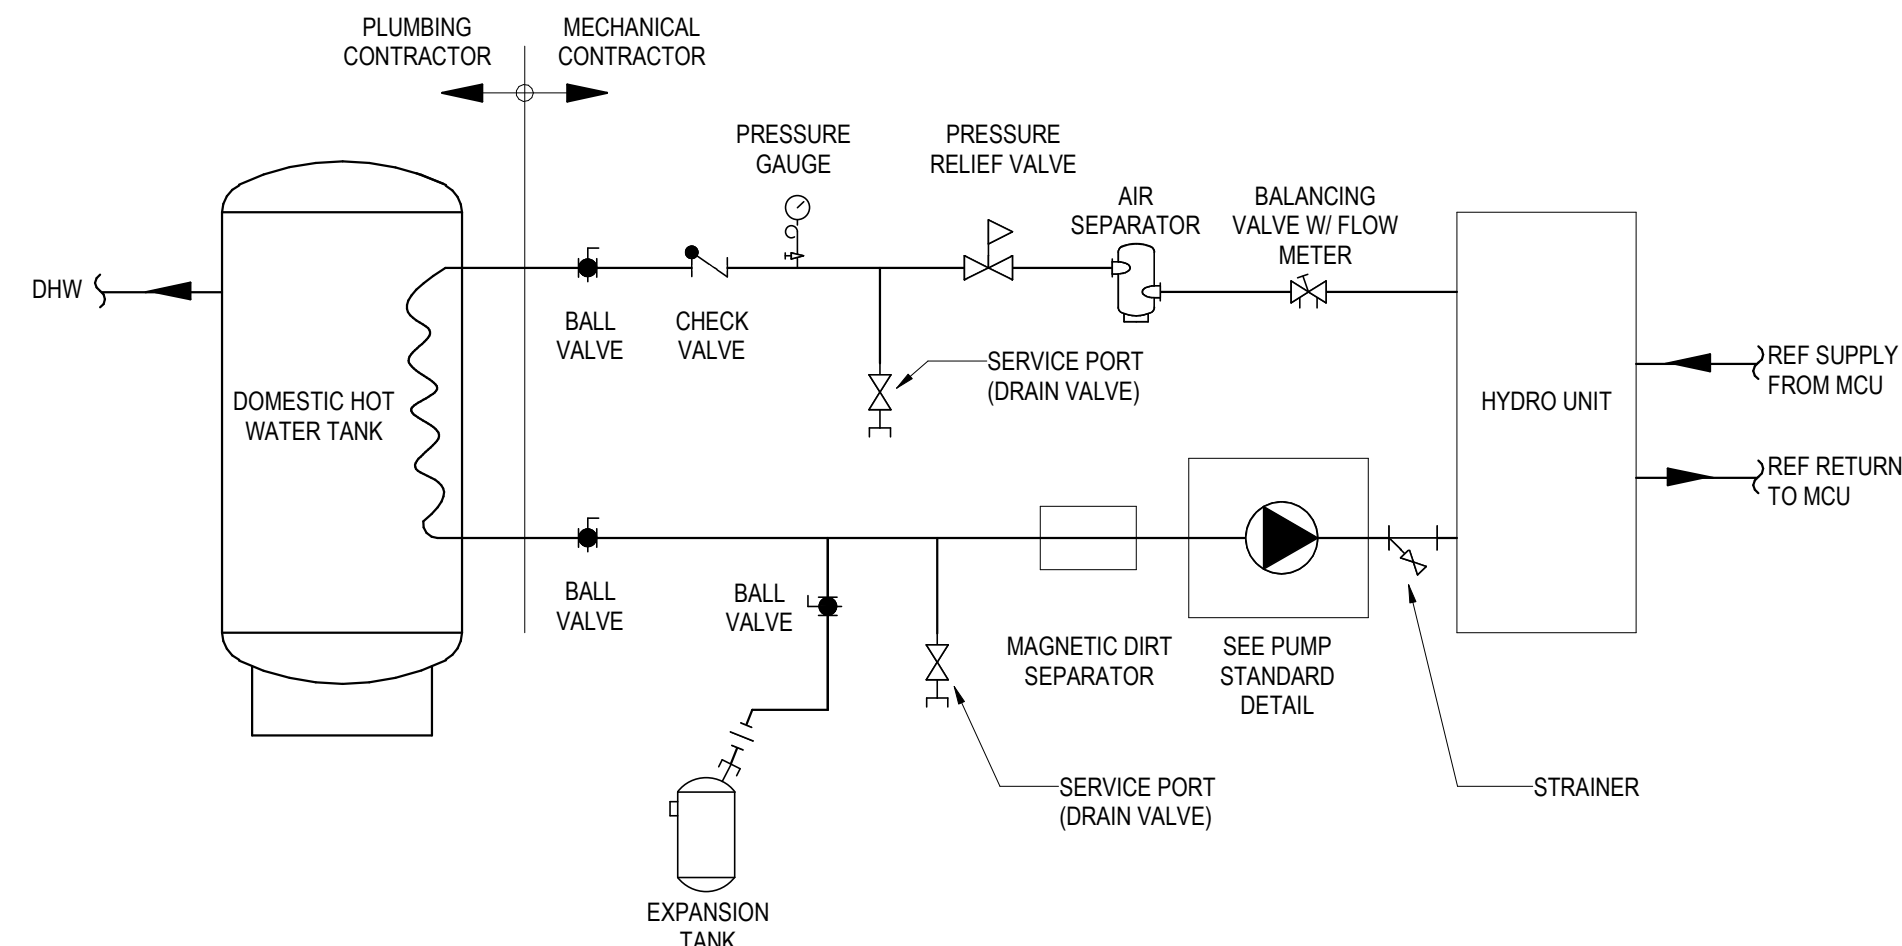 PLUMBING
CONTRACTOR
MECHANICAL
CONTRACTOR
PRESSURE
GAUGE
PRESSURE
RELIEF VALVE
AIR
SEPARATOR
BALANCING
VALVE W/ FLOW
METER
DHW
BALL
VALVE
CHECK
VALVE
SERVICE PORT
(DRAIN VALVE)
REF SUPPLY
FROM MCU
DOMESTIC HOT
WATER TANK
HYDRO UNIT
REF RETURN
TO MCU
BALL
VALVE
BALL
VALVE
MAGNETIC DIRT
SEPARATOR
SEE PUMP
STANDARD
DETAIL
SERVICE PORT
(DRAIN VALVE)
STRAINER
EXPANSION
TANK